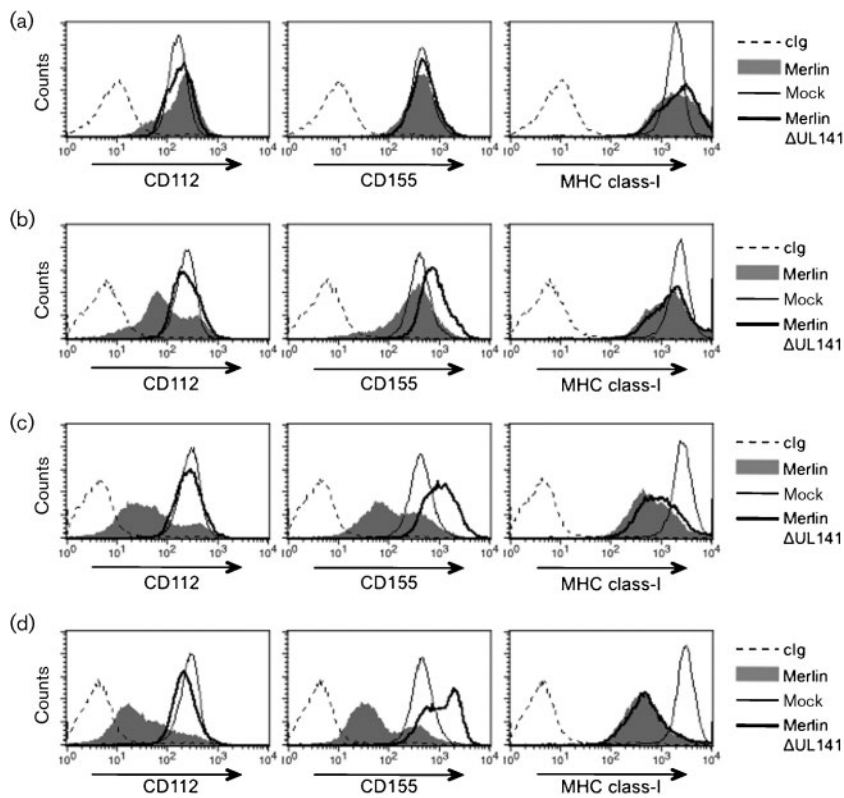 (a)
Counts
10⁰ 10¹ 10² 10³ 10⁴
CD112
10⁰ 10¹ 10² 10³ 10⁴
CD155
10⁰ 10¹ 10² 10³ 10⁴
MHC class-I
cIg
Merlin
Mock
Merlin
ΔUL141
(b)
Counts
10⁰ 10¹ 10² 10³ 10⁴
CD112
10⁰ 10¹ 10² 10³ 10⁴
CD155
10⁰ 10¹ 10² 10³ 10⁴
MHC class-I
cIg
Merlin
Mock
Merlin
ΔUL141
(c)
Counts
10⁰ 10¹ 10² 10³ 10⁴
CD112
10⁰ 10¹ 10² 10³ 10⁴
CD155
10⁰ 10¹ 10² 10³ 10⁴
MHC class-I
cIg
Merlin
Mock
Merlin
ΔUL141
(d)
Counts
10⁰ 10¹ 10² 10³ 10⁴
CD112
10⁰ 10¹ 10² 10³ 10⁴
CD155
10⁰ 10¹ 10² 10³ 10⁴
MHC class-I
cIg
Merlin
Mock
Merlin
ΔUL141